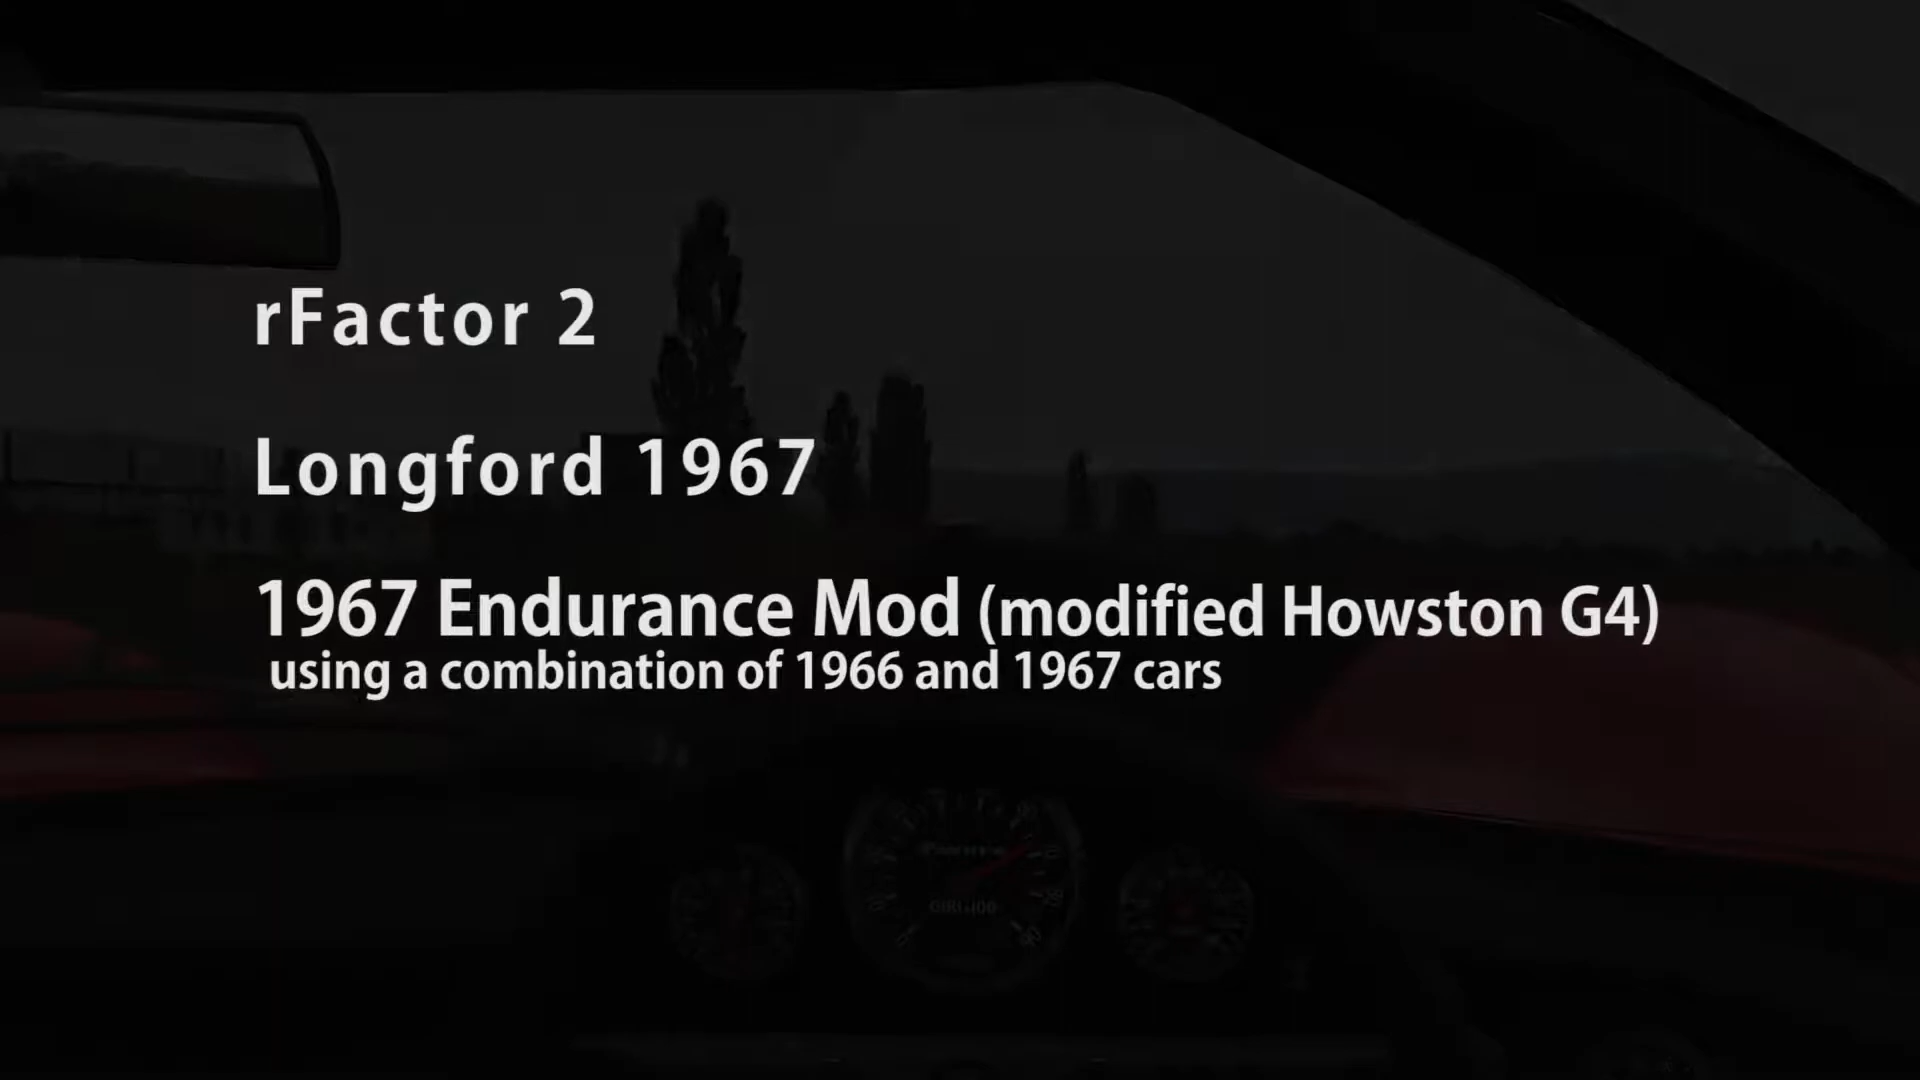 rFactor 2
Longford 1967
1967 Endurance Mod (modified Howston G4)
using a combination of 1966 and 1967 cars